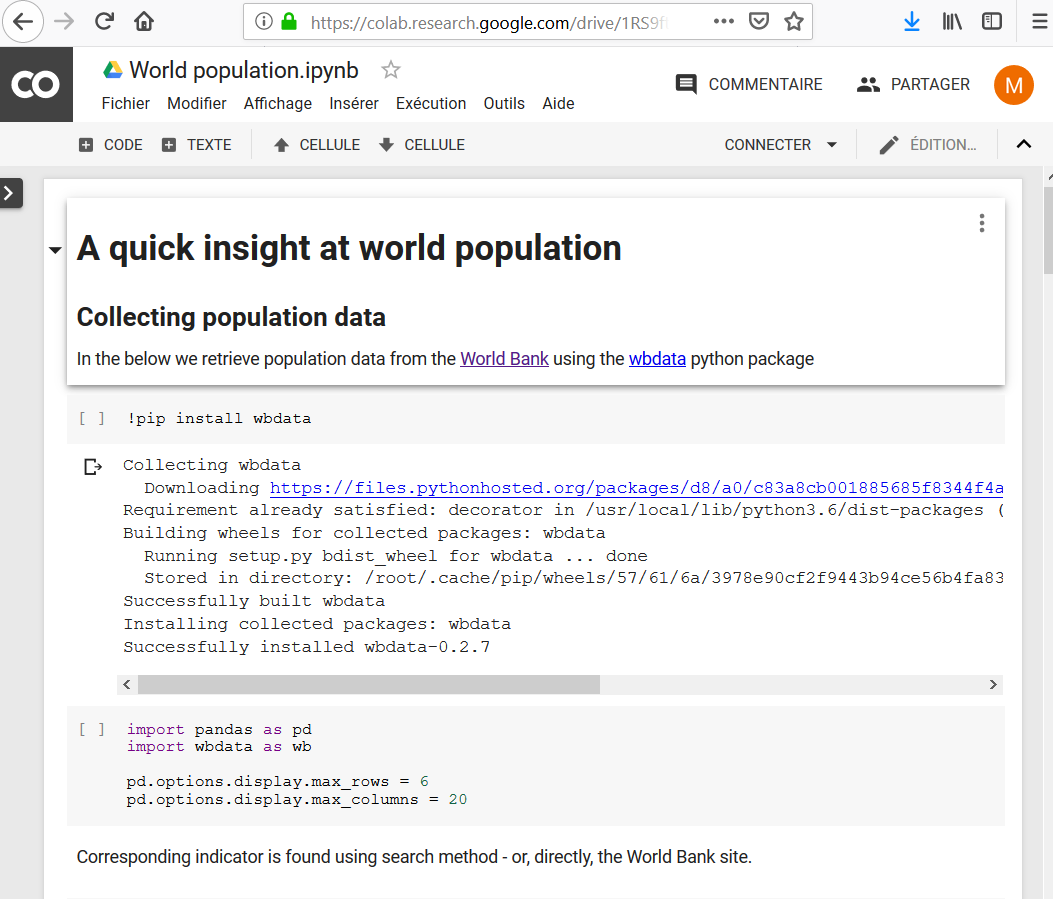 https://colab.research.google.com/drive/1RS9f
CO
World population.ipynb
COMMENTAIRE
PARTAGER
M
Fichier Modifier Affichage Insérer Exécution Outils Aide
CODE TEXTE CELLULE CELLULE CONNECTER ÉDITION...
A quick insight at world population
Collecting population data
In the below we retrieve population data from the World Bank using the wbdata python package
[ ] !pip install wbdata
Collecting wbdata
Downloading https://files.pythonhosted.org/packages/d8/a0/c83a8cb001885685f8344f4a
Requirement already satisfied: decorator in /usr/local/lib/python3.6/dist-packages (
Building wheels for collected packages: wbdata
Running setup.py bdist_wheel for wbdata ... done
Stored in directory: /root/.cache/pip/wheels/57/61/6a/3978e90cf2f9443b94ce56b4fa83
Successfully built wbdata
Installing collected packages: wbdata
Successfully installed wbdata-0.2.7
[ ] import pandas as pd
import wbdata as wb
pd.options.display.max_rows = 6
pd.options.display.max_columns = 20
Corresponding indicator is found using search method - or, directly, the World Bank site.